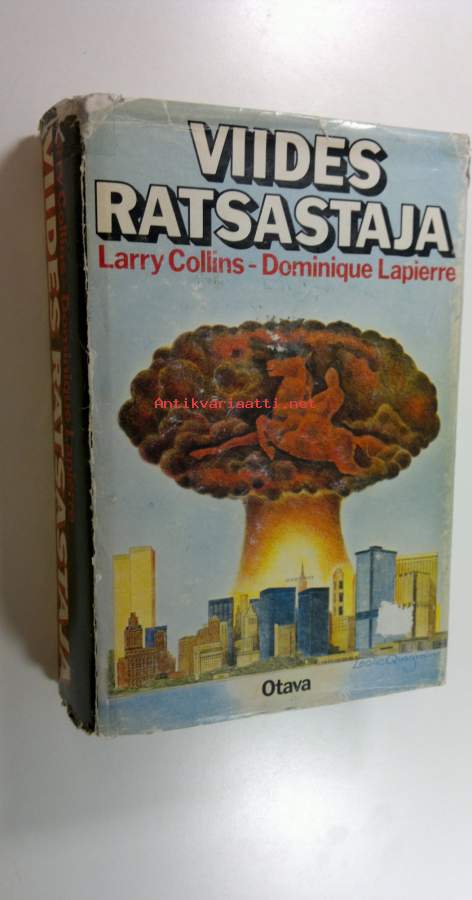 VIIDES
RATSASTAJA
Larry Collins - Dominique Lapierre
Antikvariaatti.net
Otava
VIIDES RATSASTAJA